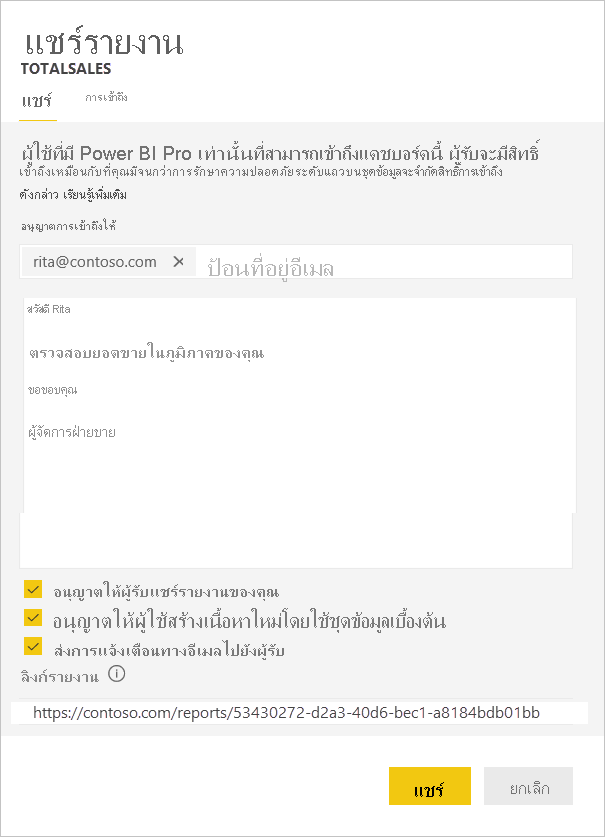 แชร์รายงาน
TOTALSALES
แชร์ การเข้าถึง
ผู้ใช้ที่มี Power BI Pro เท่านั้นที่สามารถเข้าถึงแดชบอร์ดนี้ ผู้รับจะมีสิทธิ์
เข้าถึงเหมือนกับที่คุณมีจนกว่าการรักษาความปลอดภัยระดับแถวบนชุดข้อมูลจะจำกัดสิทธิ์การเข้าถึง
ดังกล่าว เรียนรู้เพิ่มเติม
อนุญาตการเข้าถึงให้
rita@contoso.com ✕ ป้อนที่อยู่อีเมล
สวัสดี Rita
ตรวจสอบยอดขายในภูมิภาคของคุณ
ขอขอบคุณ
ผู้จัดการฝ่ายขาย
อนุญาตให้ผู้รับแชร์รายงานของคุณ
อนุญาตให้ผู้ใช้สร้างเนื้อหาใหม่โดยใช้ชุดข้อมูลเบื้องต้น
ส่งการแจ้งเตือนทางอีเมลไปยังผู้รับ
ลิงก์รายงาน
https://contoso.com/reports/53430272-d2a3-40d6-bec1-a8184bdb01bb
แชร์ ยกเลิก